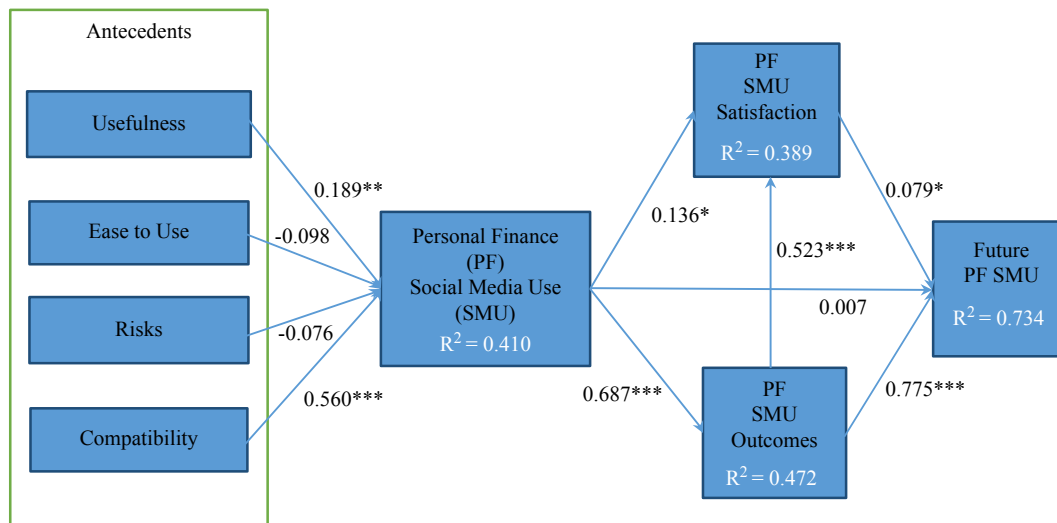 Antecedents
Usefulness
Ease to Use
Risks
Compatibility
0.189**
-0.098
-0.076
0.560***
Personal Finance
(PF)
Social Media Use
(SMU)
R² = 0.410
0.136*
0.687***
PF
SMU
Satisfaction
R² = 0.389
0.523***
0.007
PF
SMU
Outcomes
R² = 0.472
0.079*
0.775***
Future
PF SMU
R² = 0.734